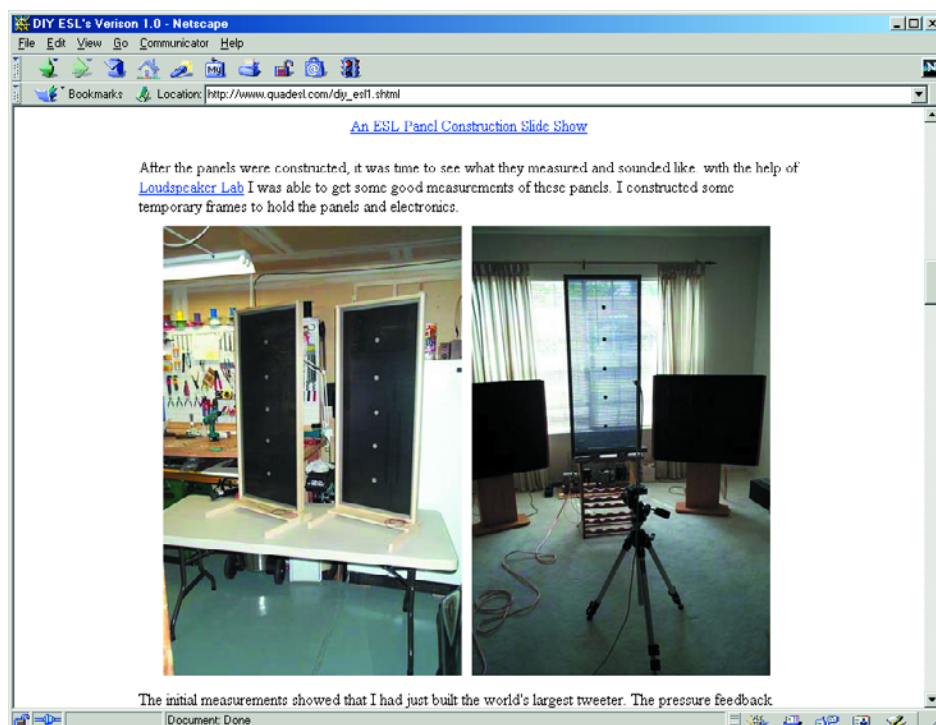 DIY ESL's Verison 1.0 - Netscape
File Edit View Go Communicator Help
My
Bookmarks Location: http://www.quadesl.com/diy_esl1.shtml
N
An ESL Panel Construction Slide Show
After the panels were constructed, it was time to see what they measured and sounded like. with the help of
Loudspeaker Lab I was able to get some good measurements of these panels. I constructed some
temporary frames to hold the panels and electronics.
The initial measurements showed that I had just built the world's largest tweeter. The pressure feedback
Document: Done